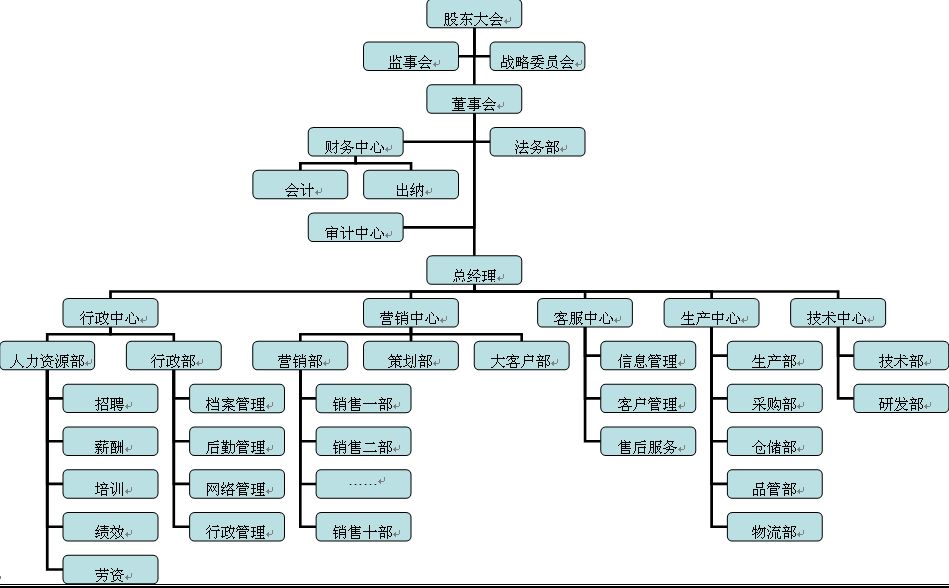 股东大会
监事会
战略委员会
董事会
财务中心
法务部
会计
出纳
审计中心
总经理
行政中心
营销中心
客服中心
生产中心
技术中心
人力资源部
行政部
营销部
策划部
大客户部
信息管理
生产部
技术部
招聘
档案管理
销售一部
客户管理
采购部
研发部
薪酬
后勤管理
销售二部
售后服务
仓储部
培训
网络管理
……
品管部
绩效
行政管理
销售十部
物流部
劳资